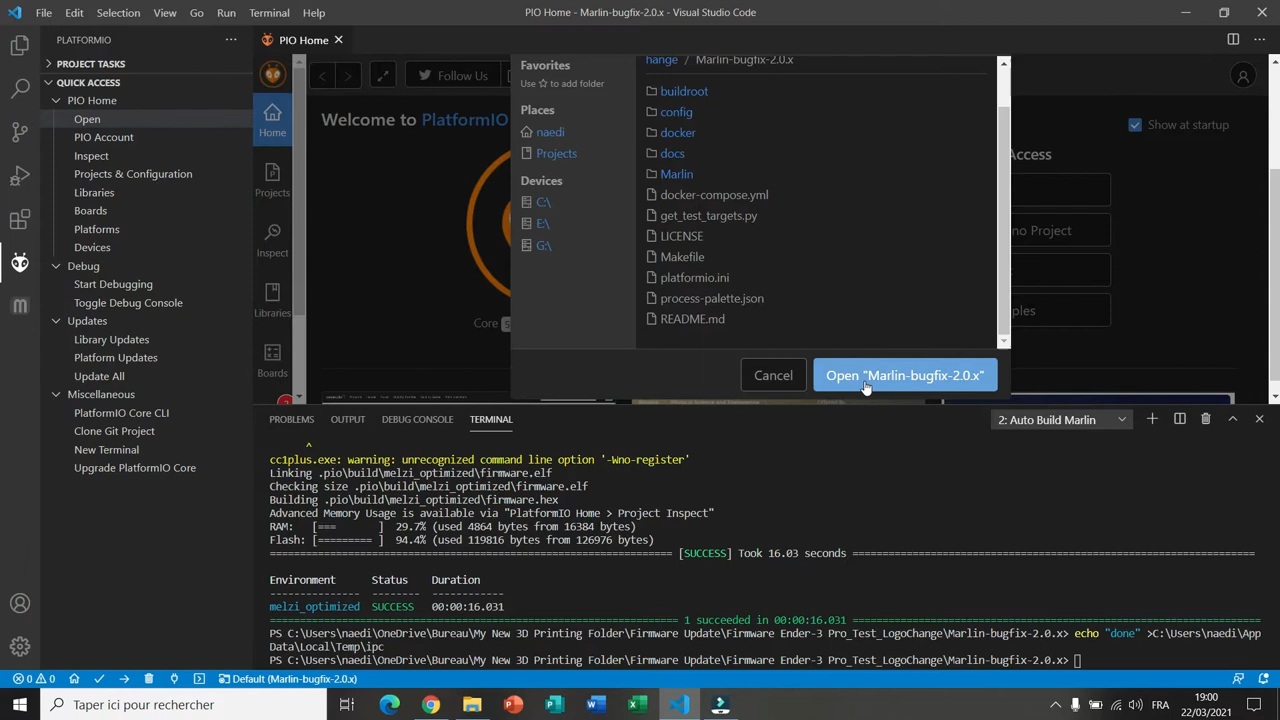 File Edit Selection View Go Run Terminal Help
PIO Home - Marlin-bugfix-2.0.x - Visual Studio Code
PLATFORMIO
PROJECT TASKS
QUICK ACCESS
PIO Home
Open
PIO Account
Inspect
Projects & Configuration
Libraries
Boards
Platforms
Devices
Debug
Start Debugging
Toggle Debug Console
Updates
Library Updates
Platform Updates
Update All
Miscellaneous
PlatformIO Core CLI
Clone Git Project
New Terminal
Upgrade PlatformIO Core
PIO Home
Follow Us
Home
Projects
Inspect
Libraries
Boards
2
Welcome to PlatformIO
Core
Show at startup
Access
no Project
ples
Favorites
Use ☆ to add folder
Places
naedi
Projects
Devices
C:\
E:\
G:\
hange / Marlin-bugfix-2.0.x
buildroot
config
docker
docs
Marlin
docker-compose.yml
get_test_targets.py
LICENSE
Makefile
platformio.ini
process-palette.json
README.md
Cancel
Open "Marlin-bugfix-2.0.x"
PROBLEMS OUTPUT DEBUG CONSOLE TERMINAL
2: Auto Build Marlin
^
cc1plus.exe: warning: unrecognized command line option '-Wno-register'
Linking .pio\build\melzi_optimized\firmware.elf
Checking size .pio\build\melzi_optimized\firmware.elf
Building .pio\build\melzi_optimized\firmware.hex
Advanced Memory Usage is available via "PlatformIO Home > Project Inspect"
RAM: [=== ] 29.7% (used 4864 bytes from 16384 bytes)
Flash: [========= ] 94.4% (used 119816 bytes from 126976 bytes)
[SUCCESS] Took 16.03 seconds
Environment Status Duration
melzi_optimized SUCCESS 00:00:16.031
1 succeeded in 00:00:16.031
PS C:\Users\naedi\OneDrive\Bureau\My New 3D Printing Folder\Firmware Update\Firmware Ender-3 Pro_Test_LogoChange\Marlin-bugfix-2.0.x> echo "done" >C:\Users\naedi\App
Data\Local\Temp\ipc
PS C:\Users\naedi\OneDrive\Bureau\My New 3D Printing Folder\Firmware Update\Firmware Ender-3 Pro_Test_LogoChange\Marlin-bugfix-2.0.x>
0 0 Default (Marlin-bugfix-2.0.x)
Taper ici pour rechercher
FRA
19:00
22/03/2021